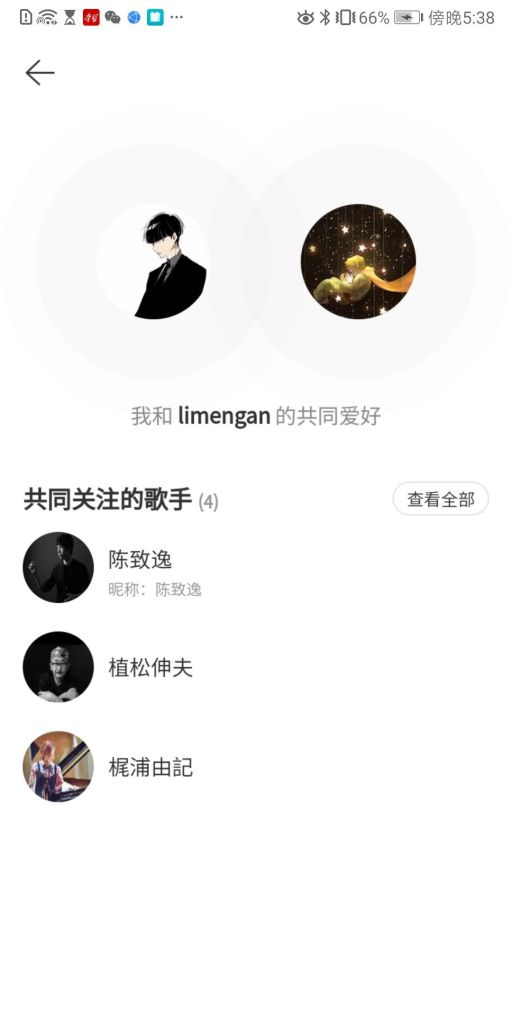 66% 傍晚5:38
我和 limengan 的共同爱好
共同关注的歌手 (4)
查看全部
陈致逸
昵称：陈致逸
植松伸夫
梶浦由記